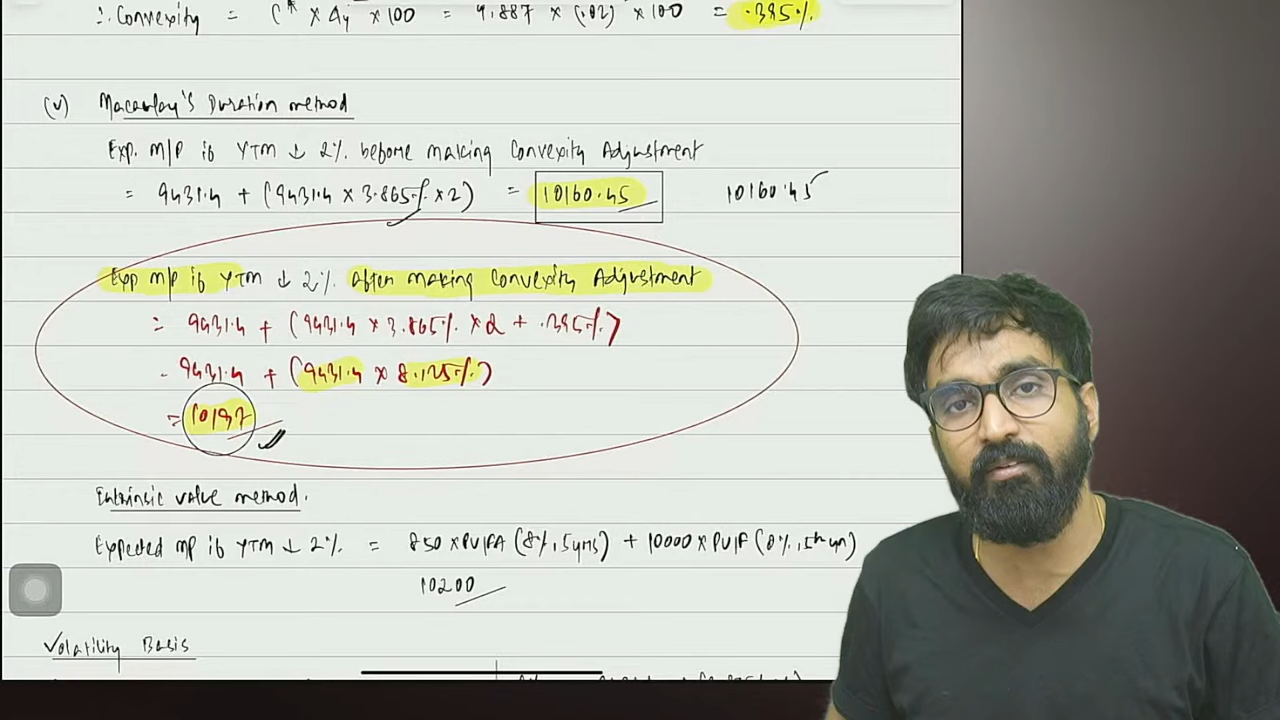 ∴ Convexity = C* × Δy² × 100 = 9.887 × (.02)² × 100 = .395%
(v) Macaulay's Duration method
Exp. M/P if YTM ↓ 2% before making Convexity Adjustment
= 9431.4 + (9431.4 × 3.865% × 2) = 10160.45 10160.45
Exp M/P if YTM ↓ 2% after making Convexity Adjustment
= 9431.4 + (9431.4 × 3.865% × 2 + .395%)
= 9431.4 + (9431.4 × 8.125%)
= 10197
Intrinsic value method.
Expected MP if YTM ↓ 2% = 850 × PVIFA (8%, 5yrs) + 10000 × PVIF (8%, 5th yr)
10200
Volatility Basis